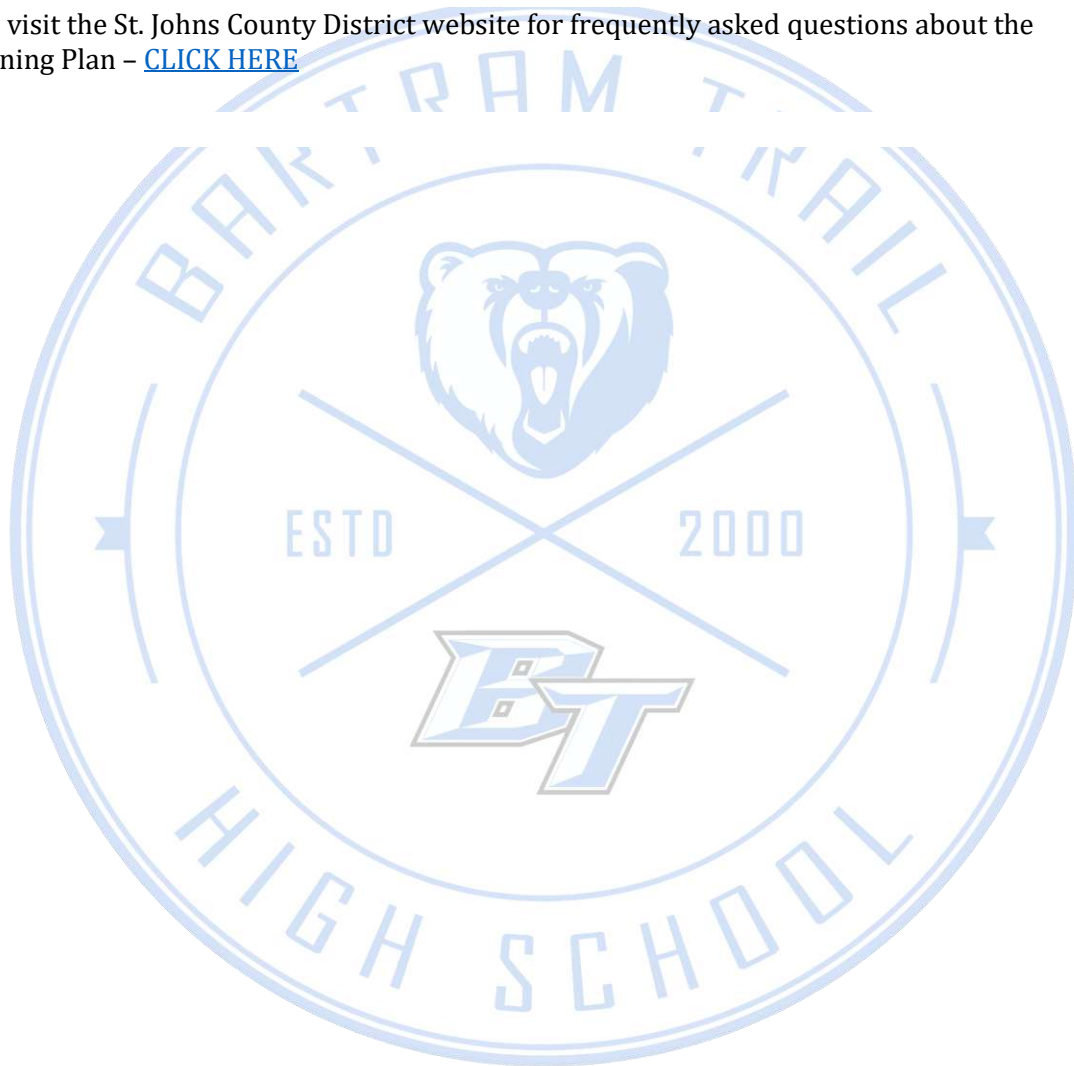 visit the St. Johns County District website for frequently asked questions about the
ning Plan – CLICK HERE
BARTRAM TRAIL
ESTD 2000
BT
HIGH SCHOOL